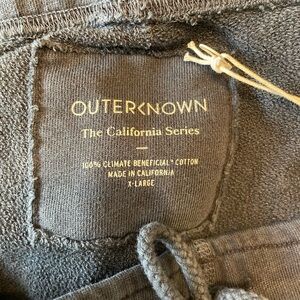 OUTERKNOWN
The California Series
100% CLIMATE BENEFICIAL™ COTTON
MADE IN CALIFORNIA
X-LARGE